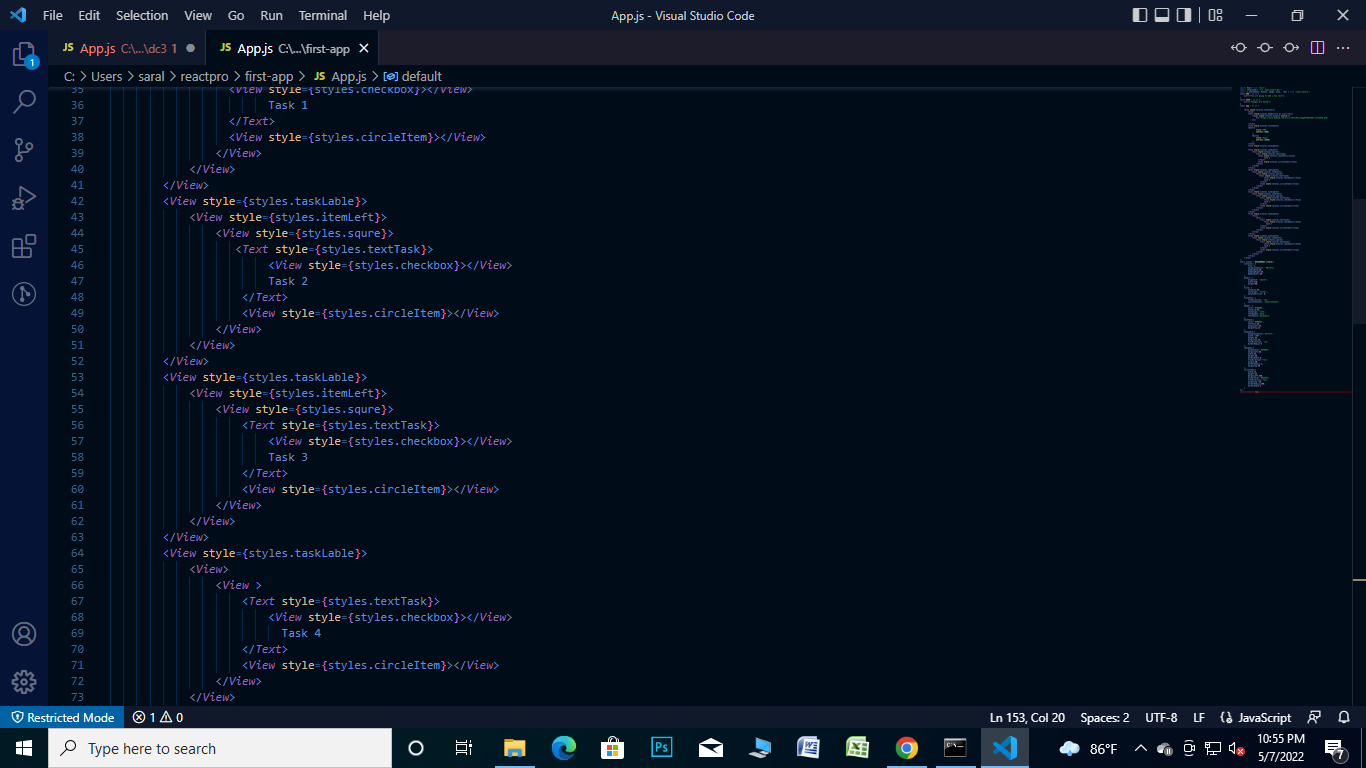 File Edit Selection View Go Run Terminal Help App.js - Visual Studio Code
JS App.js C:\...\dc3 1 JS App.js C:\...\first-app
C: > Users > saral > reactpro > first-app > JS App.js > default
35 <View style={styles.checkbox}></View>
36 Task 1
37 </Text>
38 <View style={styles.circleItem}></View>
39 </View>
40 </View>
41 </View>
42 <View style={styles.taskLable}>
43 <View style={styles.itemLeft}>
44 <View style={styles.squre}>
45 <Text style={styles.textTask}>
46 <View style={styles.checkbox}></View>
47 Task 2
48 </Text>
49 <View style={styles.circleItem}></View>
50 </View>
51 </View>
52 </View>
53 <View style={styles.taskLable}>
54 <View style={styles.itemLeft}>
55 <View style={styles.squre}>
56 <Text style={styles.textTask}>
57 <View style={styles.checkbox}></View>
58 Task 3
59 </Text>
60 <View style={styles.circleItem}></View>
61 </View>
62 </View>
63 </View>
64 <View style={styles.taskLable}>
65 <View>
66 <View >
67 <Text style={styles.textTask}>
68 <View style={styles.checkbox}></View>
69 Task 4
70 </Text>
71 <View style={styles.circleItem}></View>
72 </View>
73 </View>
1
Restricted Mode 1 0 Ln 153, Col 20 Spaces: 2 UTF-8 LF JavaScript
Type here to search Ps 86°F 10:55 PM
5/7/2022 7